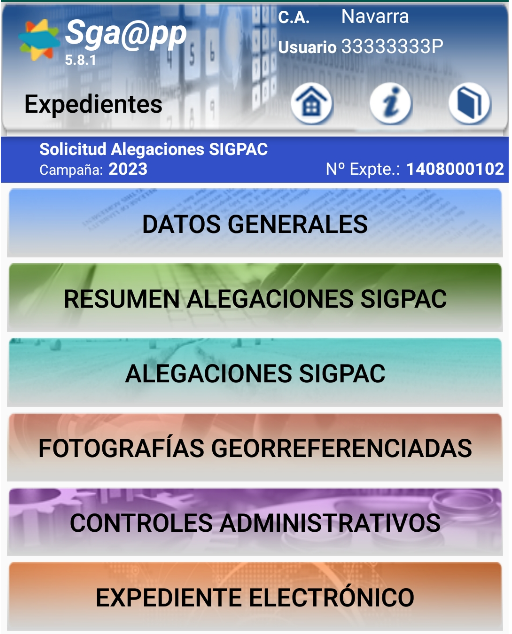 Sga@pp
5.8.1
C.A. Navarra
Usuario 33333333P
Expedientes
Solicitud Alegaciones SIGPAC
Campaña: 2023 Nº Expte.: 1408000102
DATOS GENERALES
RESUMEN ALEGACIONES SIGPAC
ALEGACIONES SIGPAC
FOTOGRAFÍAS GEORREFERENCIADAS
CONTROLES ADMINISTRATIVOS
EXPEDIENTE ELECTRÓNICO